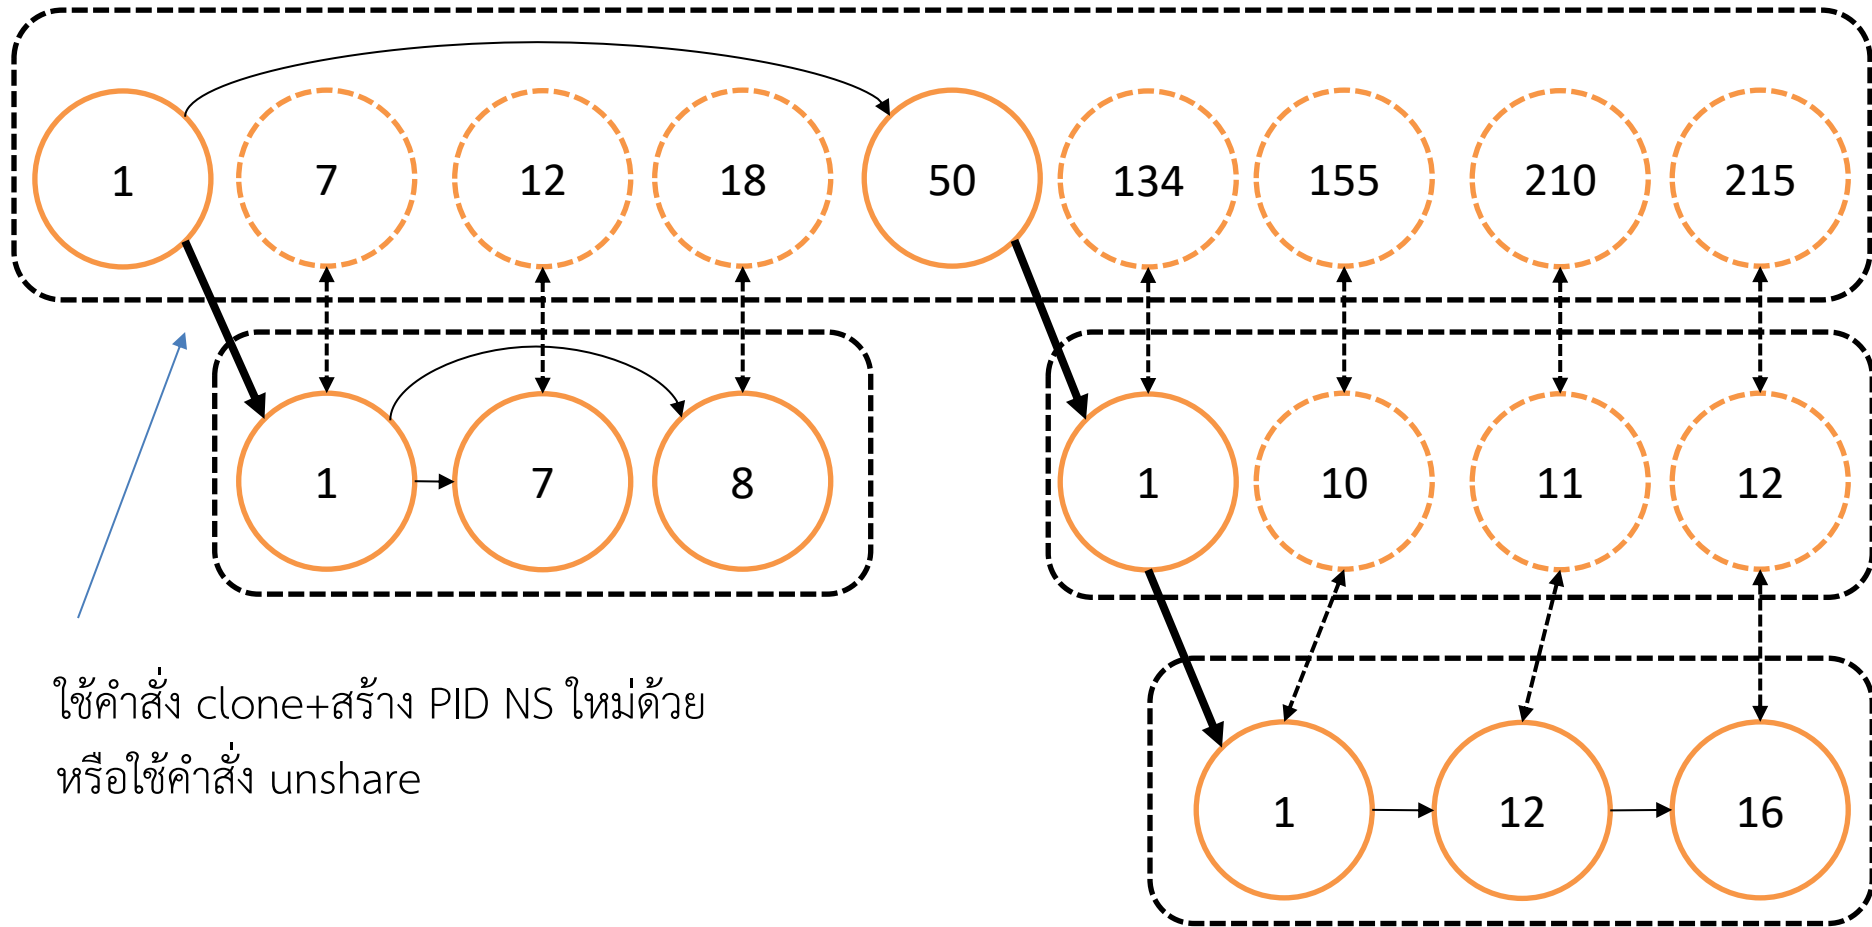 1 7 12 18 50 134 155 210 215
1 7 8 1 10 11 12
ใช้คำสั่ง clone+สร้าง PID NS ใหม่ด้วย
หรือใช้คำสั่ง unshare
1 12 16